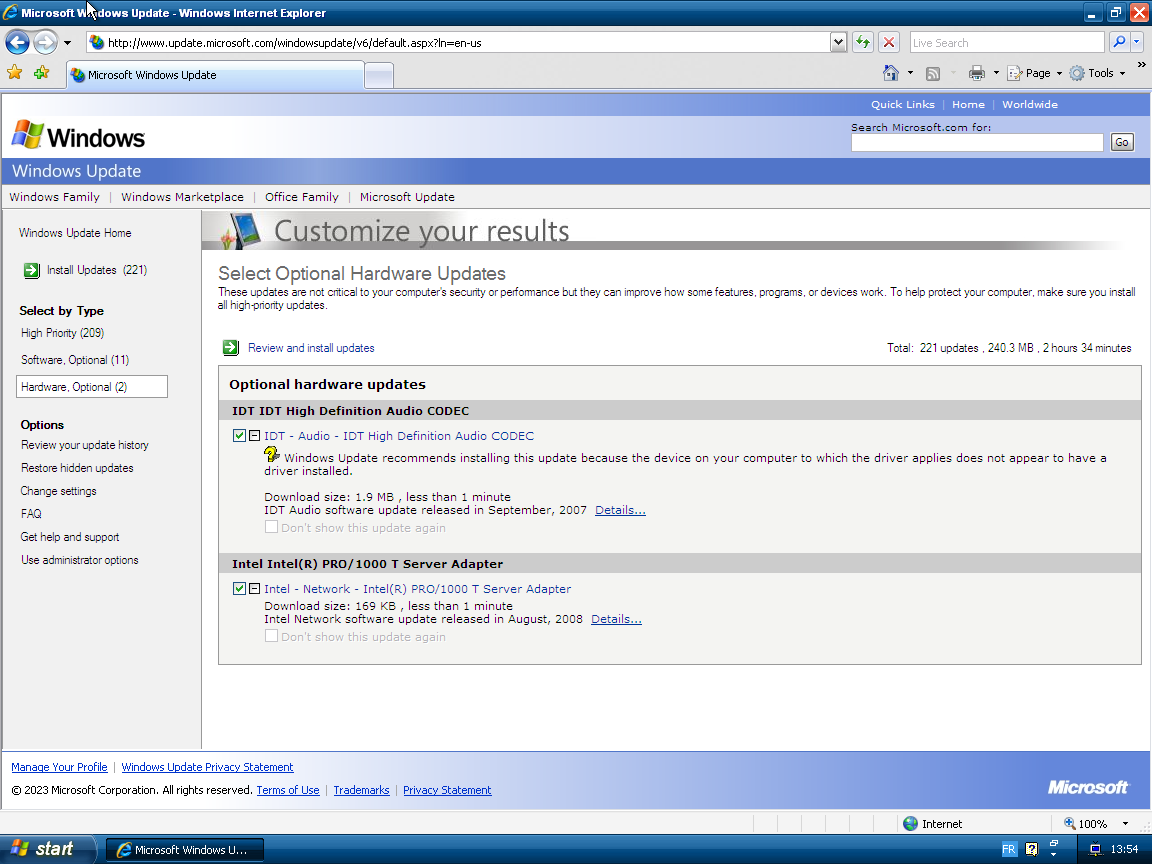 Microsoft Windows Update - Windows Internet Explorer
http://www.update.microsoft.com/windowsupdate/v6/default.aspx?ln=en-us
Live Search
Microsoft Windows Update
Page
Tools
Quick Links | Home | Worldwide
Windows
Search Microsoft.com for:
Go
Windows Update
Windows Family | Windows Marketplace | Office Family | Microsoft Update
Windows Update Home
Install Updates (221)
Select by Type
High Priority (209)
Software, Optional (11)
Hardware, Optional (2)
Options
Review your update history
Restore hidden updates
Change settings
FAQ
Get help and support
Use administrator options
Customize your results
Select Optional Hardware Updates
These updates are not critical to your computer's security or performance but they can improve how some features, programs, or devices work. To help protect your computer, make sure you install
all high-priority updates.
Review and install updates
Total: 221 updates , 240.3 MB , 2 hours 34 minutes
Optional hardware updates
IDT IDT High Definition Audio CODEC
IDT - Audio - IDT High Definition Audio CODEC
Windows Update recommends installing this update because the device on your computer to which the driver applies does not appear to have a
driver installed.
Download size: 1.9 MB , less than 1 minute
IDT Audio software update released in September, 2007 Details...
Don't show this update again
Intel Intel(R) PRO/1000 T Server Adapter
Intel - Network - Intel(R) PRO/1000 T Server Adapter
Download size: 169 KB , less than 1 minute
Intel Network software update released in August, 2008 Details...
Don't show this update again
Manage Your Profile | Windows Update Privacy Statement
© 2023 Microsoft Corporation. All rights reserved. Terms of Use | Trademarks | Privacy Statement
Microsoft
Internet
100%
start
Microsoft Windows U...
FR
13:54